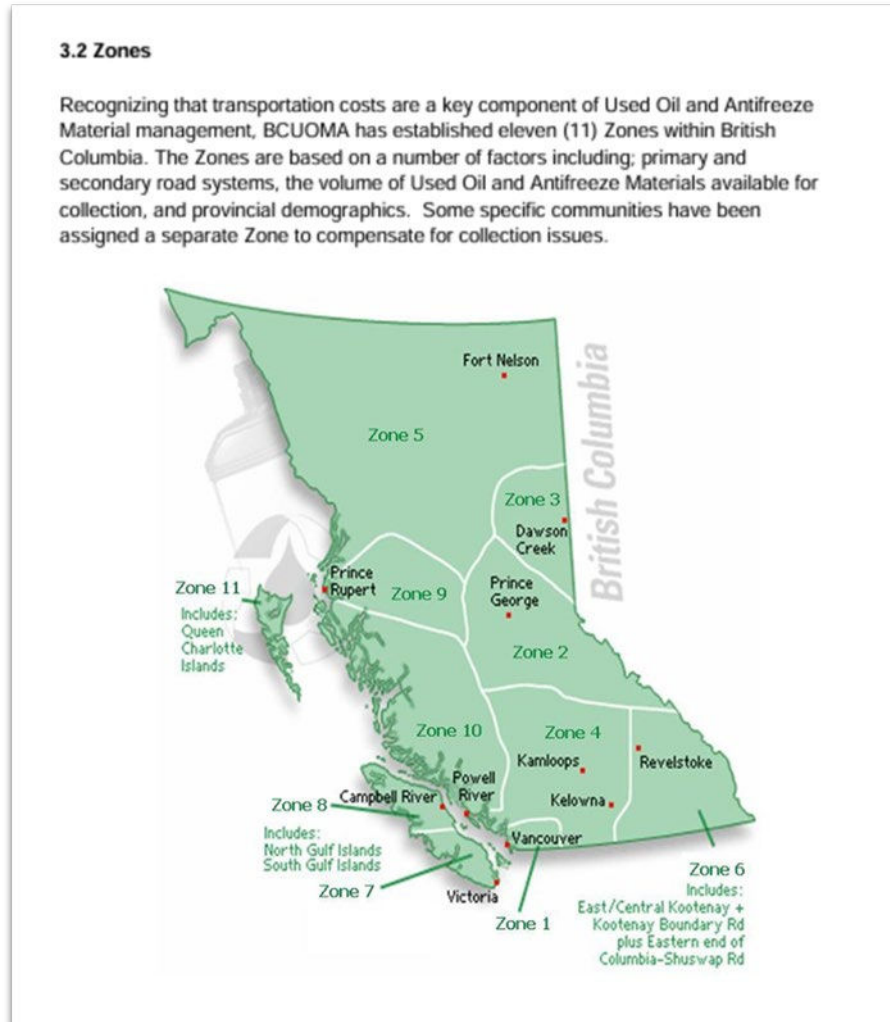 3.2 Zones
Recognizing that transportation costs are a key component of Used Oil and Antifreeze
Material management, BCUOMA has established eleven (11) Zones within British
Columbia. The Zones are based on a number of factors including; primary and
secondary road systems, the volume of Used Oil and Antifreeze Materials available for
collection, and provincial demographics. Some specific communities have been
assigned a separate Zone to compensate for collection issues.
British Columbia
Fort Nelson
Zone 5
Zone 3
Dawson
Creek
Prince
Rupert
Zone 9
Prince
George
Zone 11
Includes:
Queen
Charlotte
Islands
Zone 2
Zone 10
Zone 4
Kamloops
Revelstoke
Powell
River
Campbell River
Kelowna
Zone 8
Includes:
North Gulf Islands
South Gulf Islands
Vancouver
Zone 7
Victoria
Zone 1
Zone 6
Includes:
East/Central Kootenay +
Kootenay Boundary Rd
plus Eastern end of
Columbia-Shuswap Rd